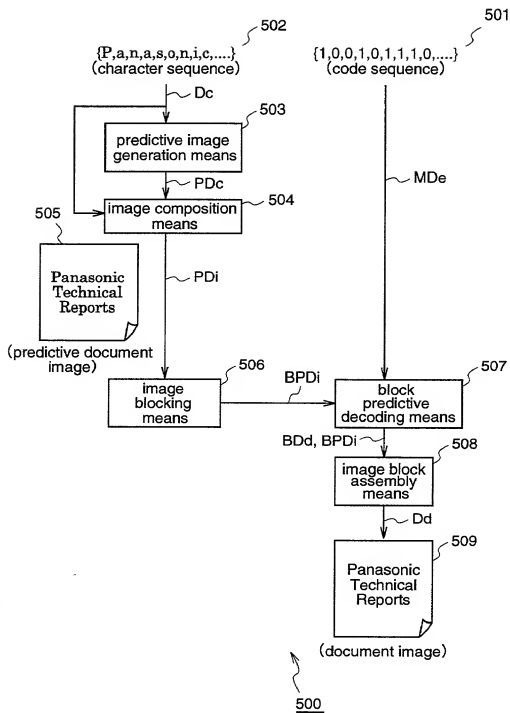 502
501
{P,a,n,a,s,o,n,i,c,....}
(character sequence)
{1,0,0,1,0,1,1,1,0,....}
(code sequence)
Dc
503
predictive image
generation means
PDc
MDe
504
image composition
means
505
Panasonic
Technical
Reports
(predictive document
image)
PDi
506
image
blocking
means
BPDi
507
block
predictive
decoding means
BDd, BPDi
508
image block
assembly
means
Dd
509
Panasonic
Technical
Reports
(document image)
500